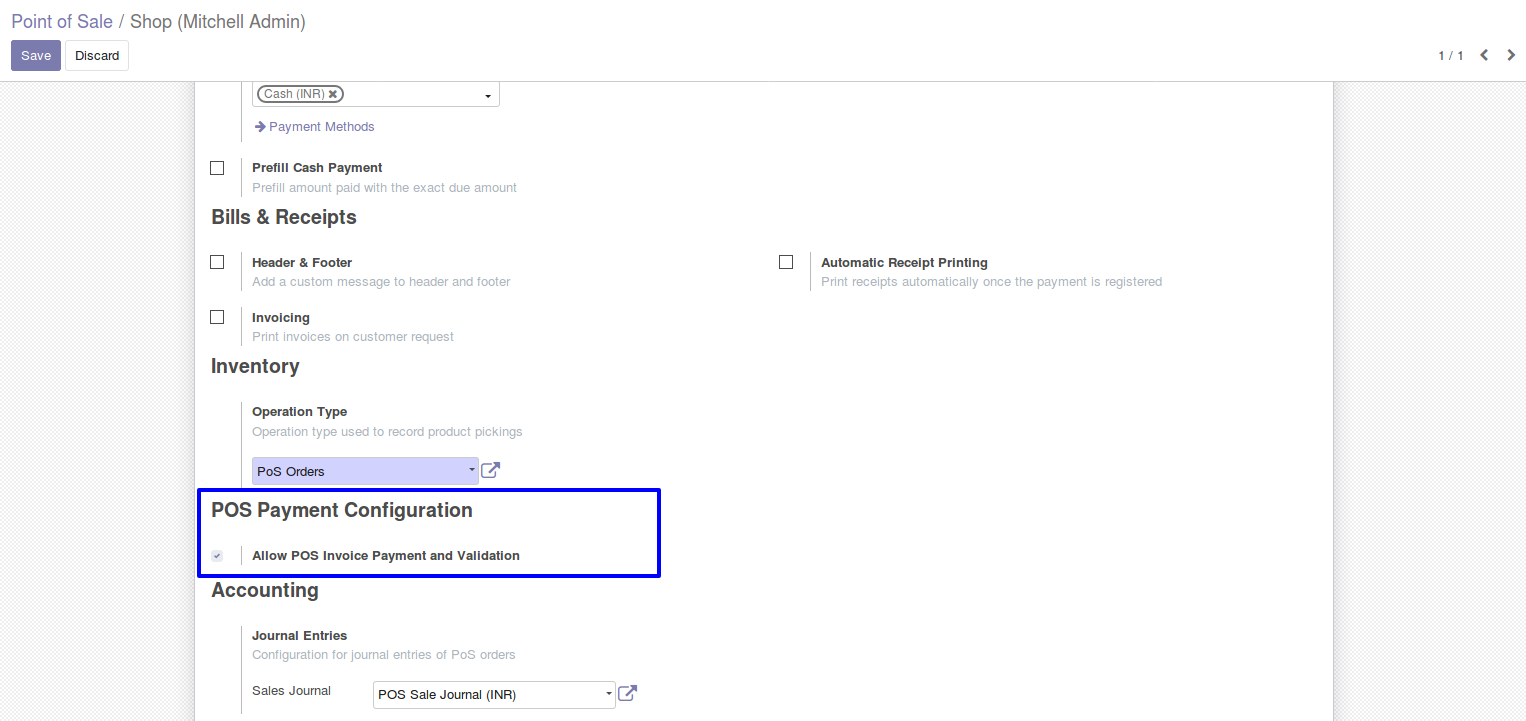 Point of Sale / Shop (Mitchell Admin)
Save Discard
1 / 1
Cash (INR)
Payment Methods
Prefill Cash Payment
Prefill amount paid with the exact due amount
Bills & Receipts
Header & Footer
Add a custom message to header and footer
Automatic Receipt Printing
Print receipts automatically once the payment is registered
Invoicing
Print invoices on customer request
Inventory
Operation Type
Operation type used to record product pickings
PoS Orders
POS Payment Configuration
Allow POS Invoice Payment and Validation
Accounting
Journal Entries
Configuration for journal entries of PoS orders
Sales Journal POS Sale Journal (INR)